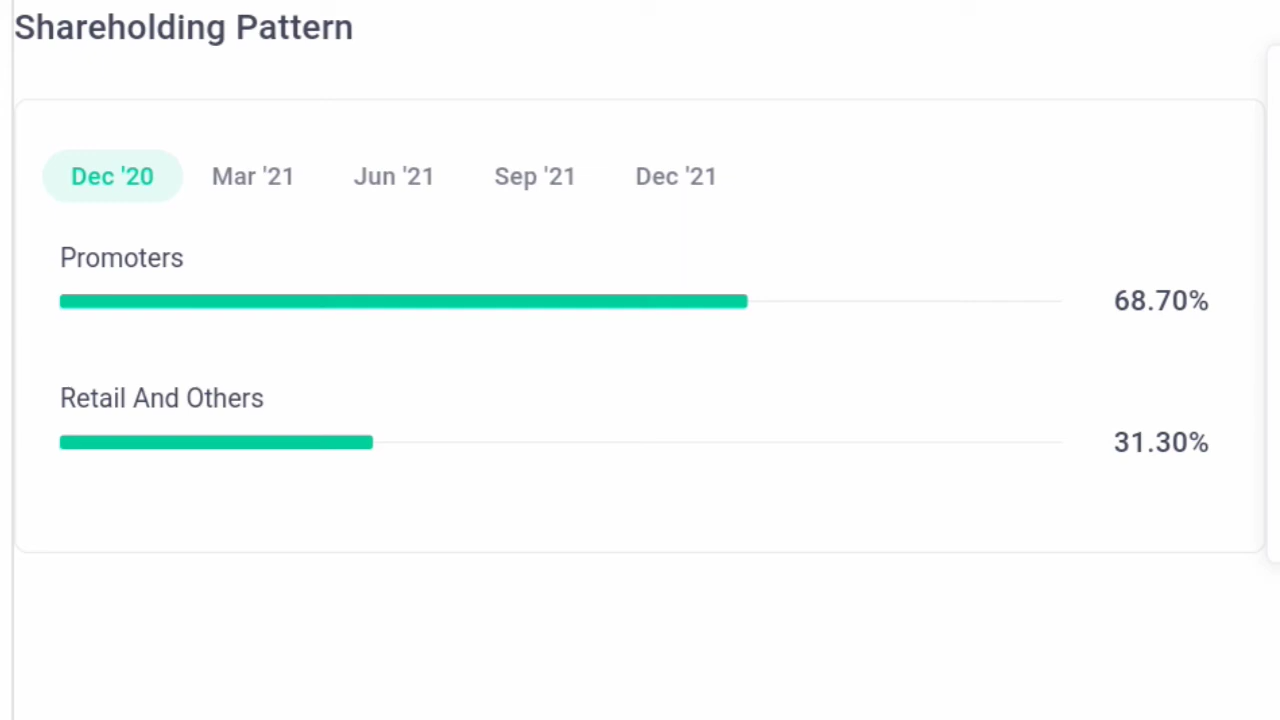 Shareholding Pattern
Dec '20 Mar '21 Jun '21 Sep '21 Dec '21
Promoters
68.70%
Retail And Others
31.30%